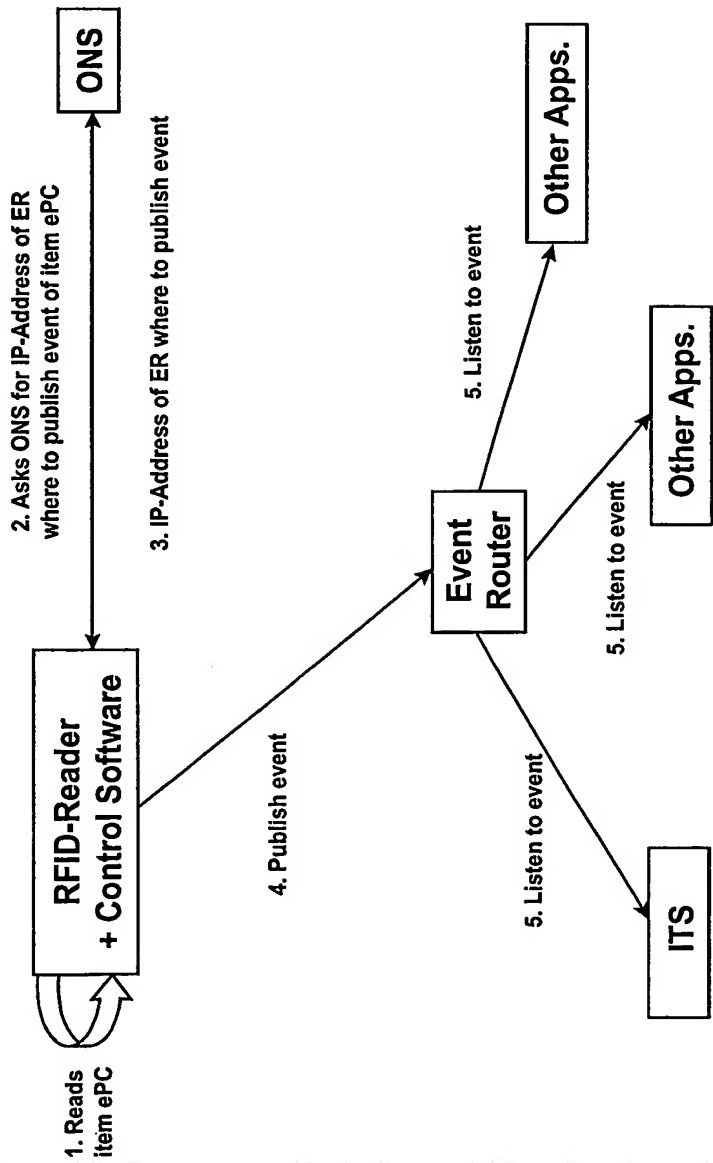 1. Reads
item ePC
RFID-Reader
+ Control Software
2. Asks ONS for IP-Address of ER
where to publish event of item ePC
3. IP-Address of ER where to publish event
ONS
4. Publish event
Event
Router
5. Listen to event
5. Listen to event
5. Listen to event
ITS
Other Apps.
Other Apps.